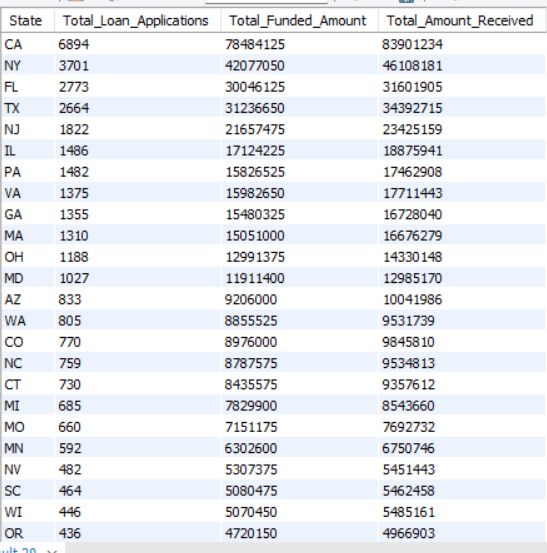 State Total_Loan_Applications Total_Funded_Amount Total_Amount_Received
CA 6894 78484125 83901234
NY 3701 42077050 46108181
FL 2773 30046125 31601905
TX 2664 31236650 34392715
NJ 1822 21657475 23425159
IL 1486 17124225 18875941
PA 1482 15826525 17462908
VA 1375 15982650 17711443
GA 1355 15480325 16728040
MA 1310 15051000 16676279
OH 1188 12991375 14330148
MD 1027 11911400 12985170
AZ 833 9206000 10041986
WA 805 8855525 9531739
CO 770 8976000 9845810
NC 759 8787575 9534813
CT 730 8435575 9357612
MI 685 7829900 8543660
MO 660 7151175 7692732
MN 592 6302600 6750746
NV 482 5307375 5451443
SC 464 5080475 5462458
WI 446 5070450 5485161
OR 436 4720150 4966903